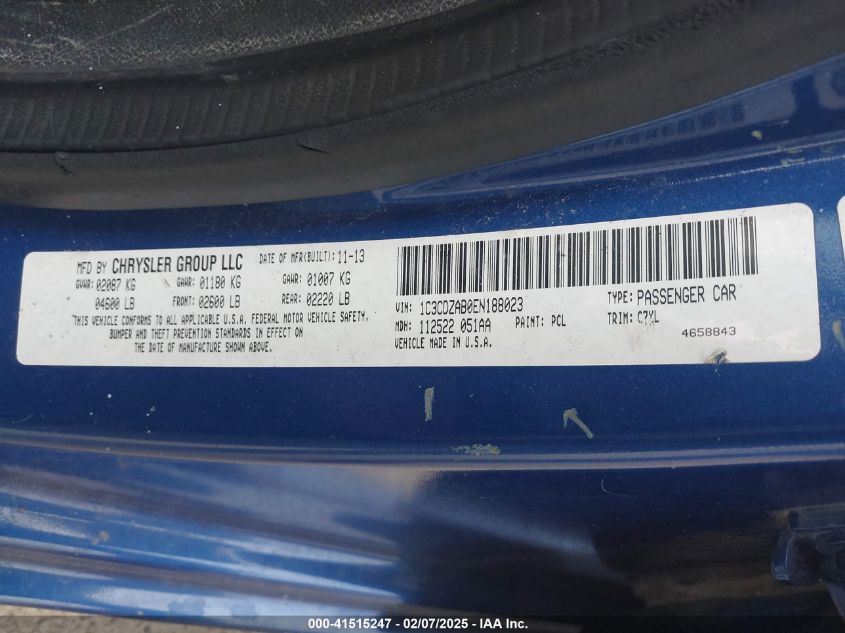 MFD BY CHRYSLER GROUP LLC DATE OF MFR(BUILT): 11-13
GVWR: 02087 KG GAWR: 01180 KG GAWR: 01007 KG
04600 LB FRONT: 02600 LB REAR: 02220 LB
THIS VEHICLE CONFORMS TO ALL APPLICABLE U.S.A. FEDERAL MOTOR VEHICLE SAFETY,
BUMPER AND THEFT PREVENTION STANDARDS IN EFFECT ON
THE DATE OF MANUFACTURE SHOWN ABOVE.
VIN: 1C3CDZAB0EN188023 TYPE: PASSENGER CAR
MDH: 112522 051AA PAINT: PCL TRIM: C7XL
VEHICLE MADE IN U.S.A. 4658843
000-41515247 - 02/07/2025 - IAA Inc.